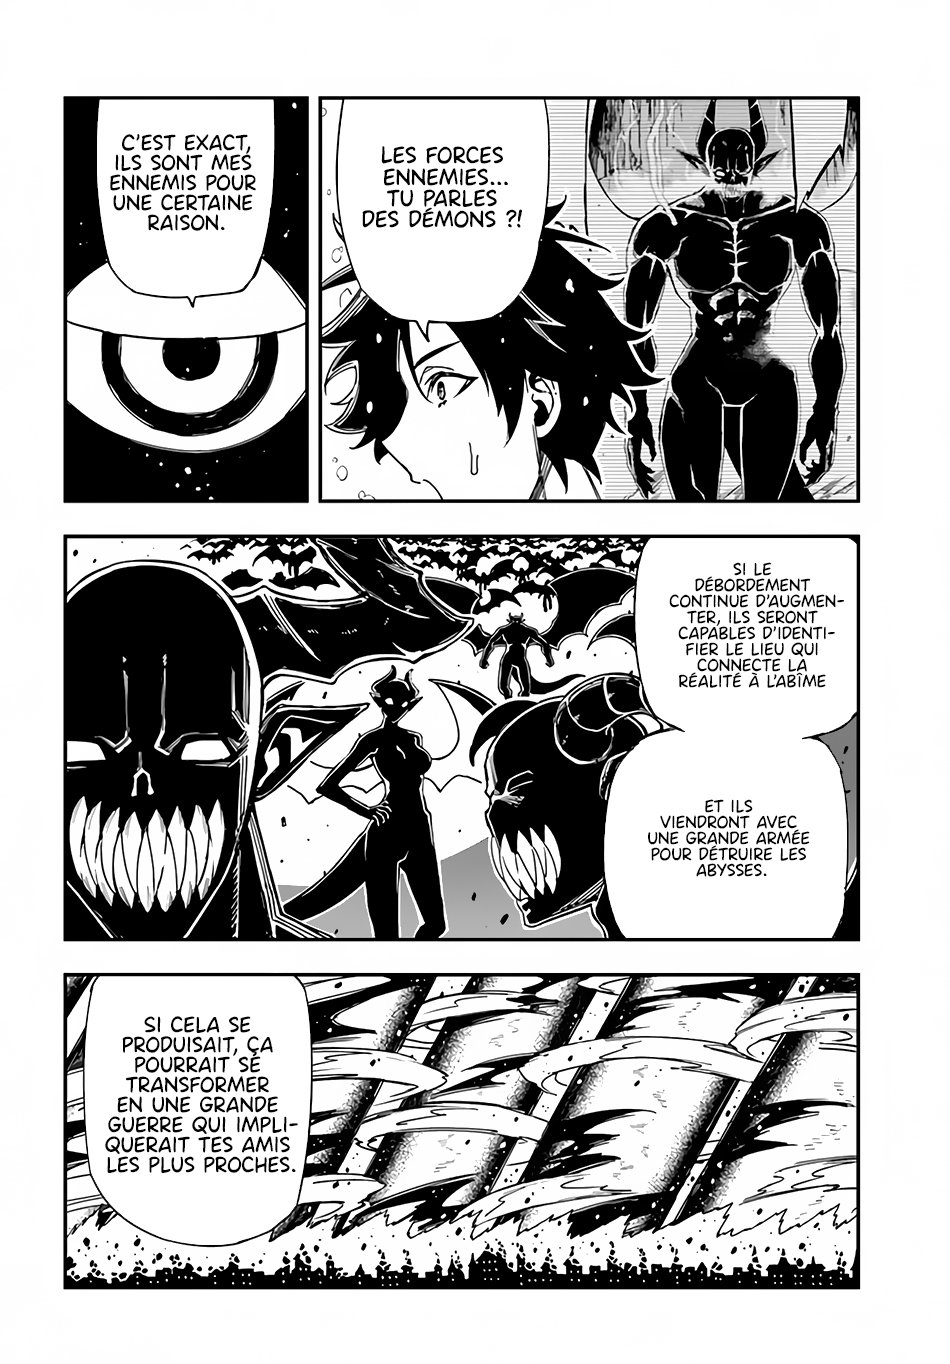 LES FORCES
ENNEMIES...
TU PARLES
DES DÉMONS ?!
C'EST EXACT,
ILS SONT MES
ENNEMIS POUR
UNE CERTAINE
RAISON.
SI LE
DÉBORDEMENT
CONTINUE D'AUGMEN-
TER, ILS SERONT
CAPABLES D'IDENTI-
FIER LE LIEU QUI
CONNECTE LA
RÉALITÉ À L'ABÎME
ET ILS
VIENDRONT AVEC
UNE GRANDE ARMÉE
POUR DÉTRUIRE LES
ABYSSES.
SI CELA SE
PRODUISAIT, ÇA
POURRAIT SE
TRANSFORMER
EN UNE GRANDE
GUERRE QUI IMPLI-
QUERAIT TES AMIS
LES PLUS PROCHES.